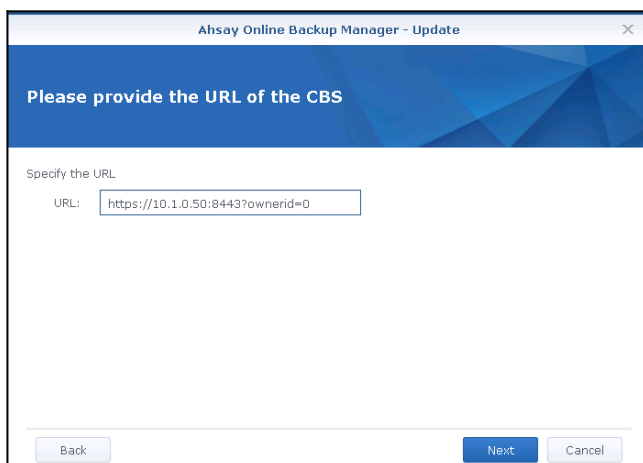 Ahsay Online Backup Manager - Update
Please provide the URL of the CBS
Specify the URL
URL: https://10.1.0.50:8443?ownerid=0
Back Next Cancel